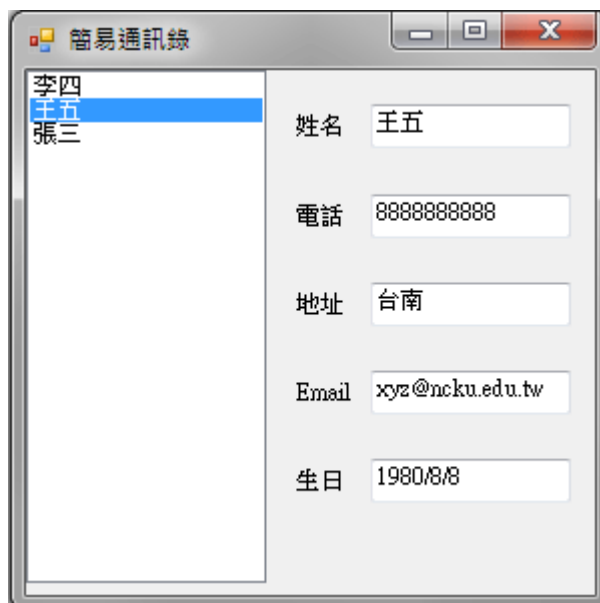 簡易通訊錄
李四
王五
張三
姓名 王五
電話 8888888888
地址 台南
Email xyz@ncku.edu.tw
生日 1980/8/8